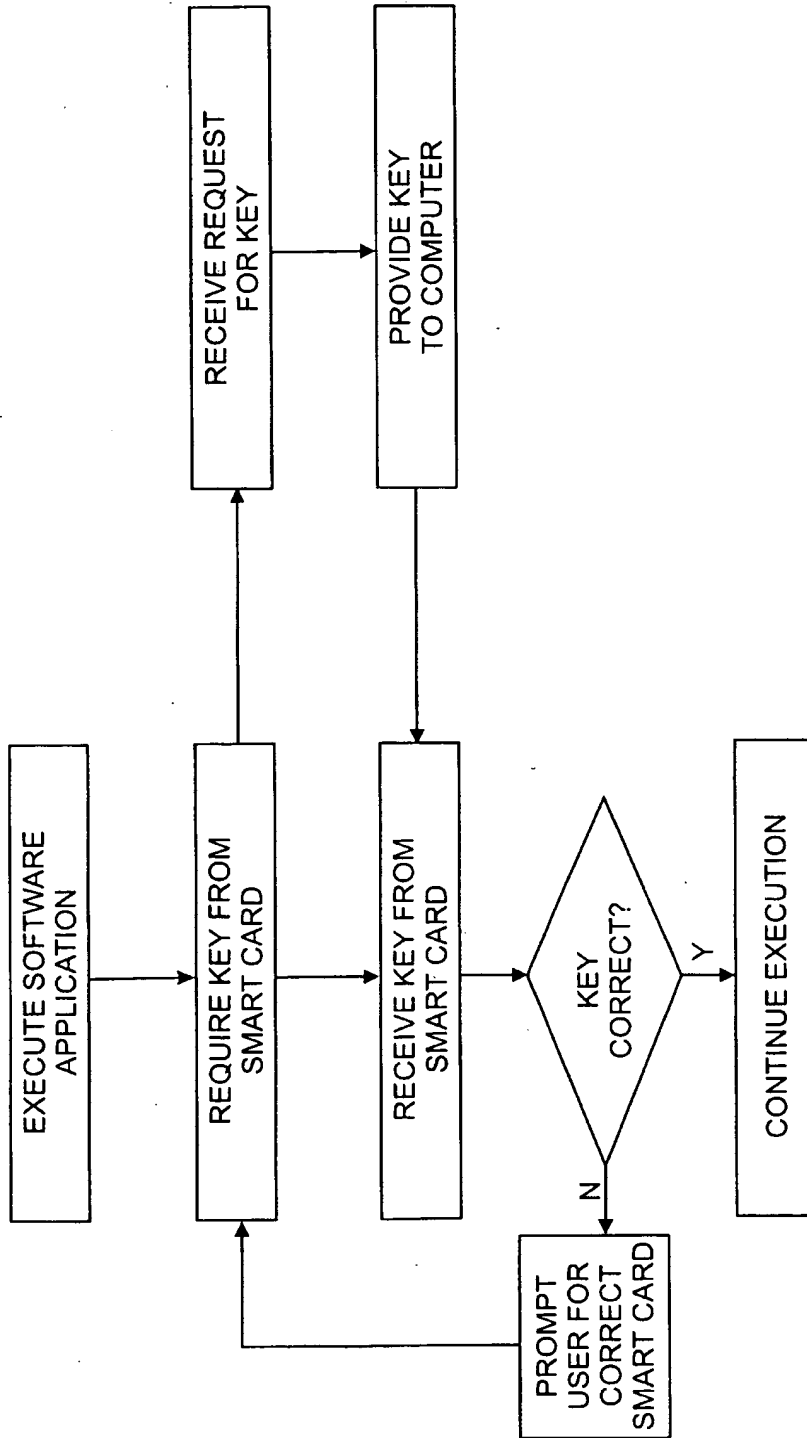 EXECUTE SOFTWARE
APPLICATION
REQUIRE KEY FROM
SMART CARD
RECEIVE REQUEST
FOR KEY
PROVIDE KEY
TO COMPUTER
RECEIVE KEY FROM
SMART CARD
KEY
CORRECT?
N
Y
PROMPT
USER FOR
CORRECT
SMART CARD
CONTINUE EXECUTION